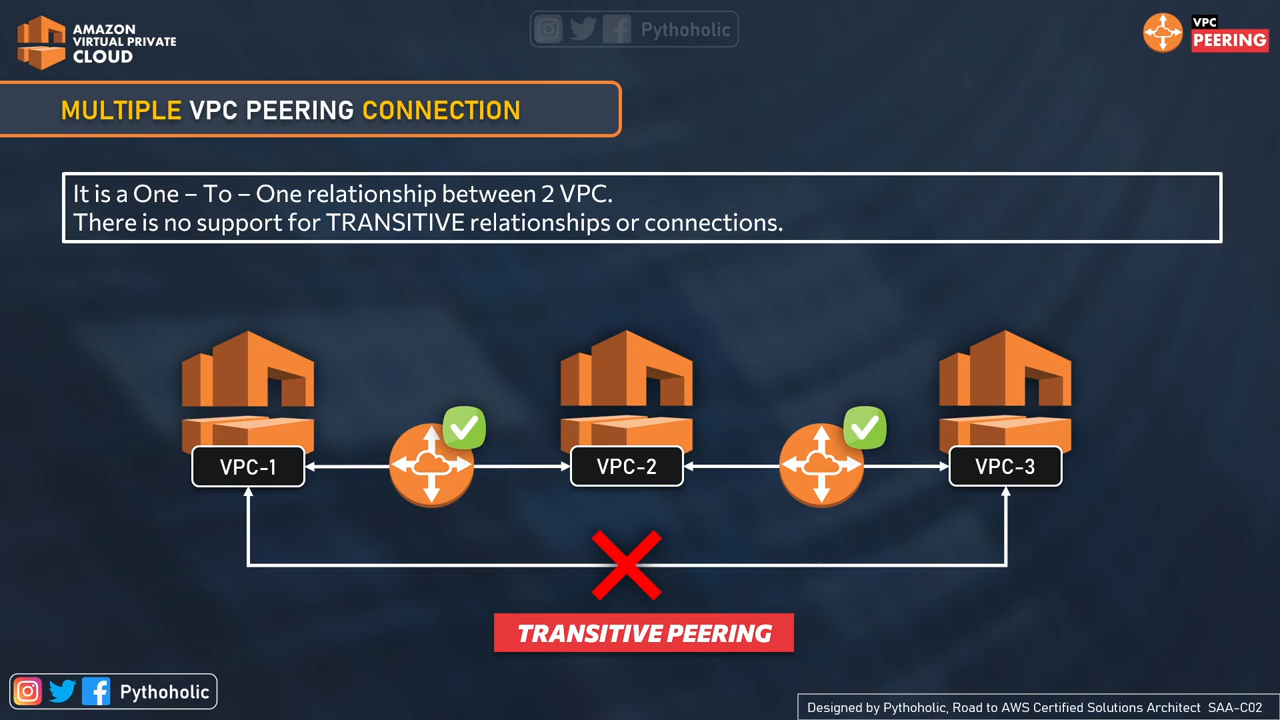 AMAZON
VIRTUAL PRIVATE
CLOUD
Pythoholic
VPC
PEERING
MULTIPLE VPC PEERING CONNECTION
It is a One – To – One relationship between 2 VPC.
There is no support for TRANSITIVE relationships or connections.
VPC-1
VPC-2
VPC-3
TRANSITIVE PEERING
Pythoholic
Designed by Pythoholic, Road to AWS Certified Solutions Architect SAA-C02